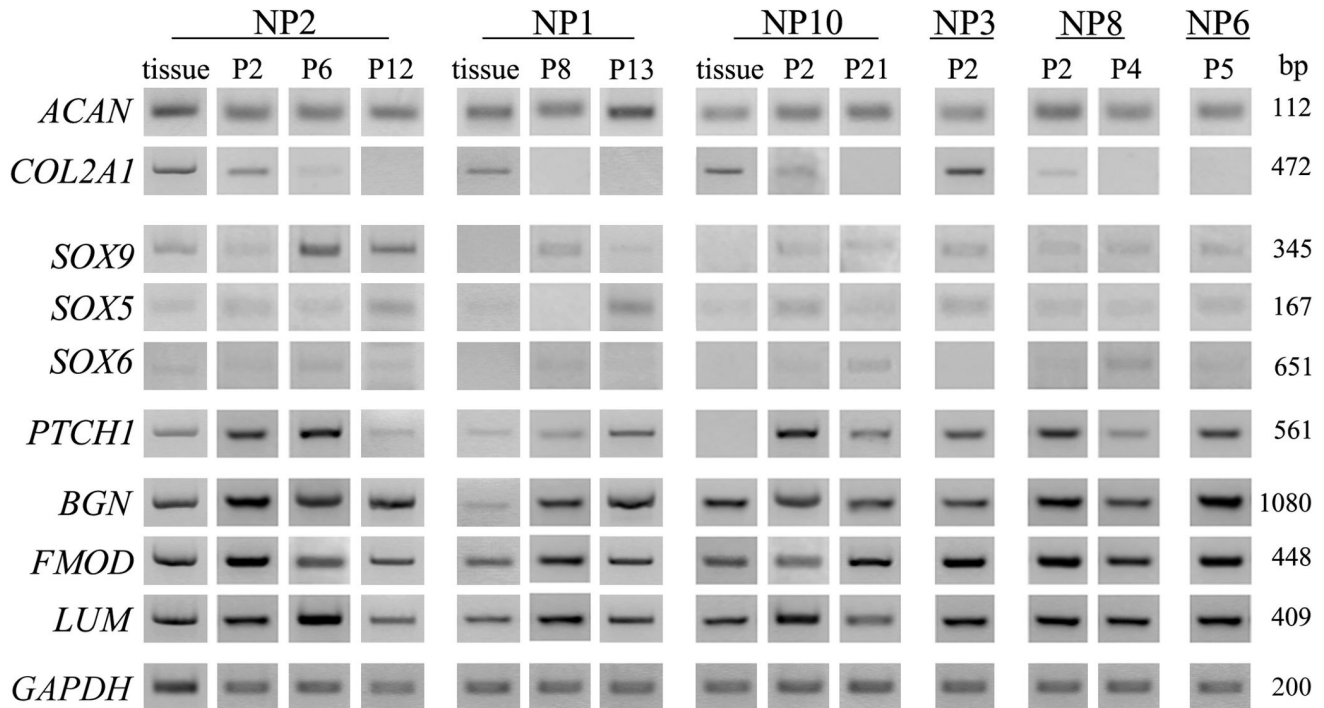 NP2 NP1 NP10 NP3 NP8 NP6
tissue P2 P6 P12 tissue P8 P13 tissue P2 P21 P2 P2 P4 P5 bp
ACAN 112
COL2A1 472
SOX9 345
SOX5 167
SOX6 651
PTCH1 561
BGN 1080
FMOD 448
LUM 409
GAPDH 200